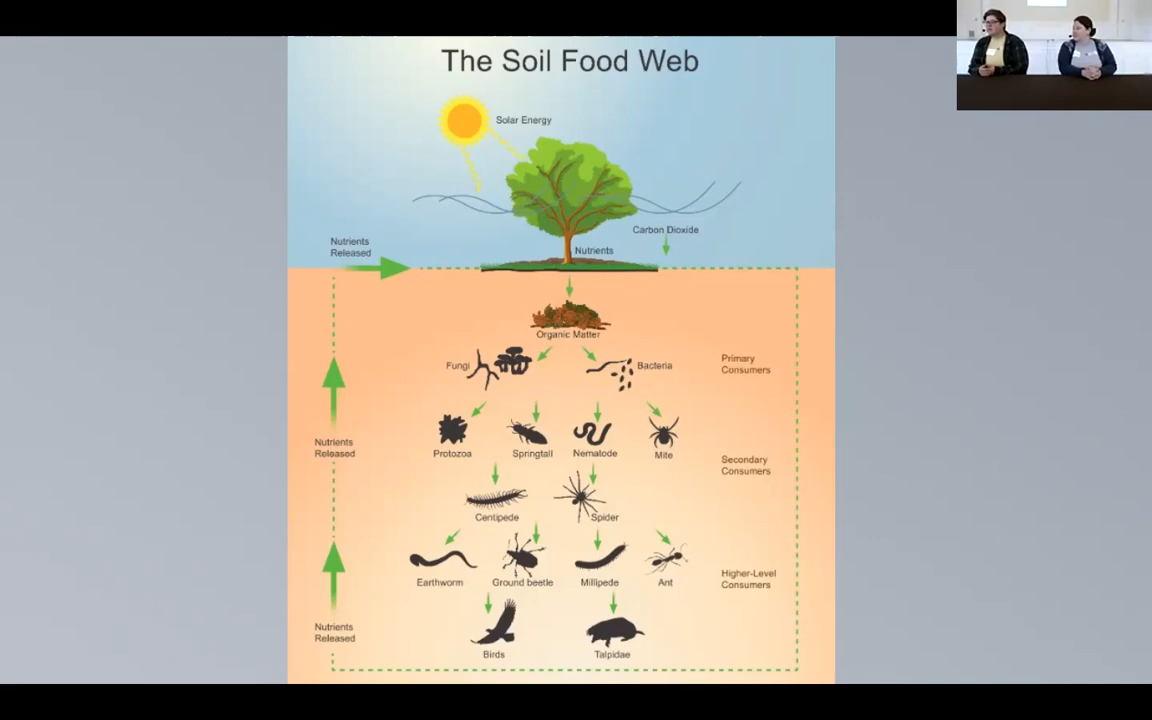 The Soil Food Web
Solar Energy
Carbon Dioxide
Nutrients
Released
Nutrients
Organic Matter
Fungi
Bacteria
Primary
Consumers
Nutrients
Released
Protozoa
Springtail
Nematode
Mite
Secondary
Consumers
Centipede
Spider
Earthworm
Ground beetle
Millipede
Ant
Higher-Level
Consumers
Nutrients
Released
Birds
Talpidae